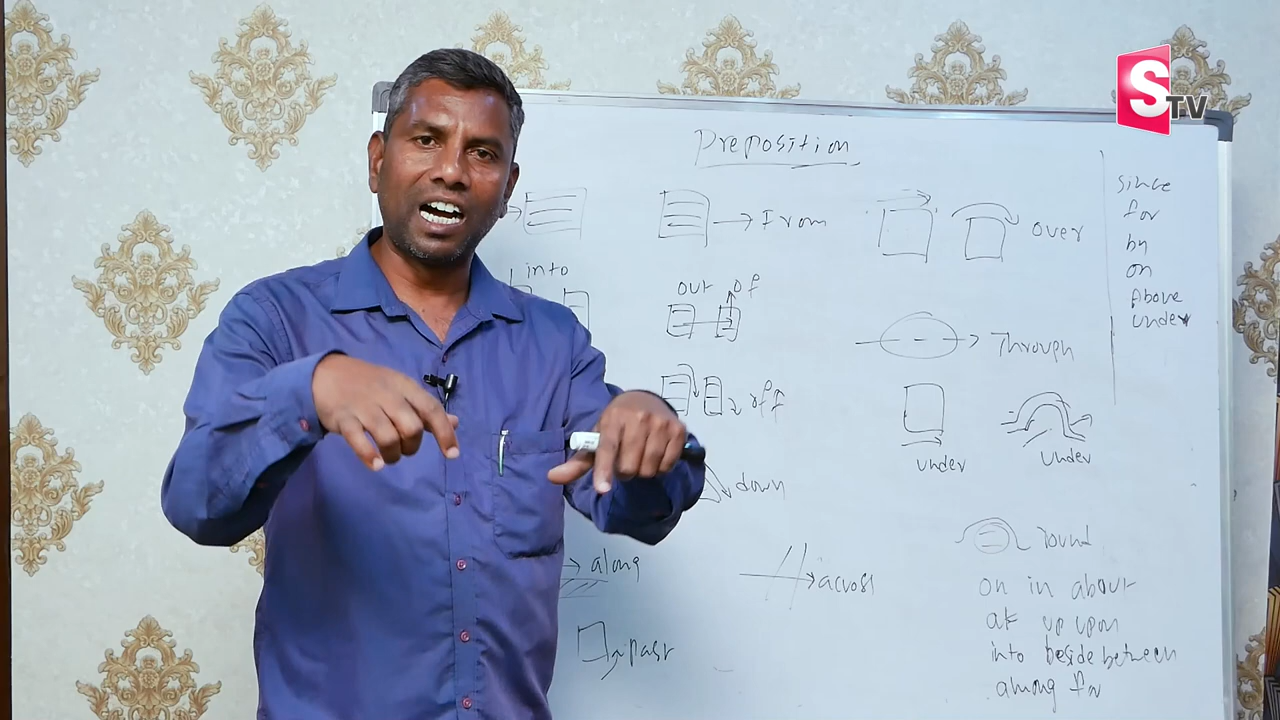 STV
Preposition
From
over
since
for
by
on
Above
under
into
out of
Through
off
under
under
down
round
along
across
on in about
at up upon
past
into beside between
among for